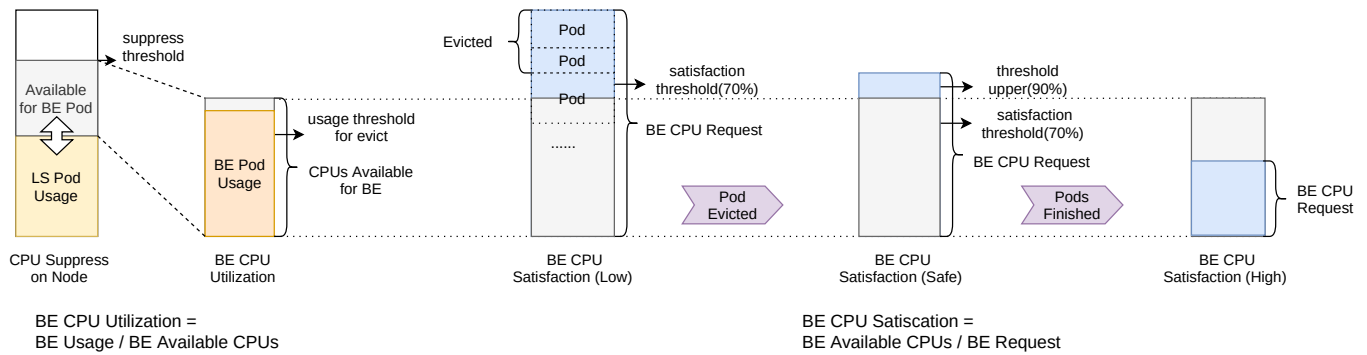 suppress
threshold
Available
for BE Pod
LS Pod
Usage
CPU Suppress
on Node
usage threshold
for evict
BE Pod
Usage
CPUs Available
for BE
BE CPU
Utilization
Evicted
Pod
Pod
Pod
......
satisfaction
threshold(70%)
BE CPU Request
BE CPU
Satisfaction (Low)
Pod
Evicted
threshold
upper(90%)
satisfaction
threshold(70%)
BE CPU Request
BE CPU
Satisfaction (Safe)
Pods
Finished
BE CPU
Request
BE CPU
Satisfaction (High)
BE CPU Utilization =
BE Usage / BE Available CPUs
BE CPU Satiscation =
BE Available CPUs / BE Request